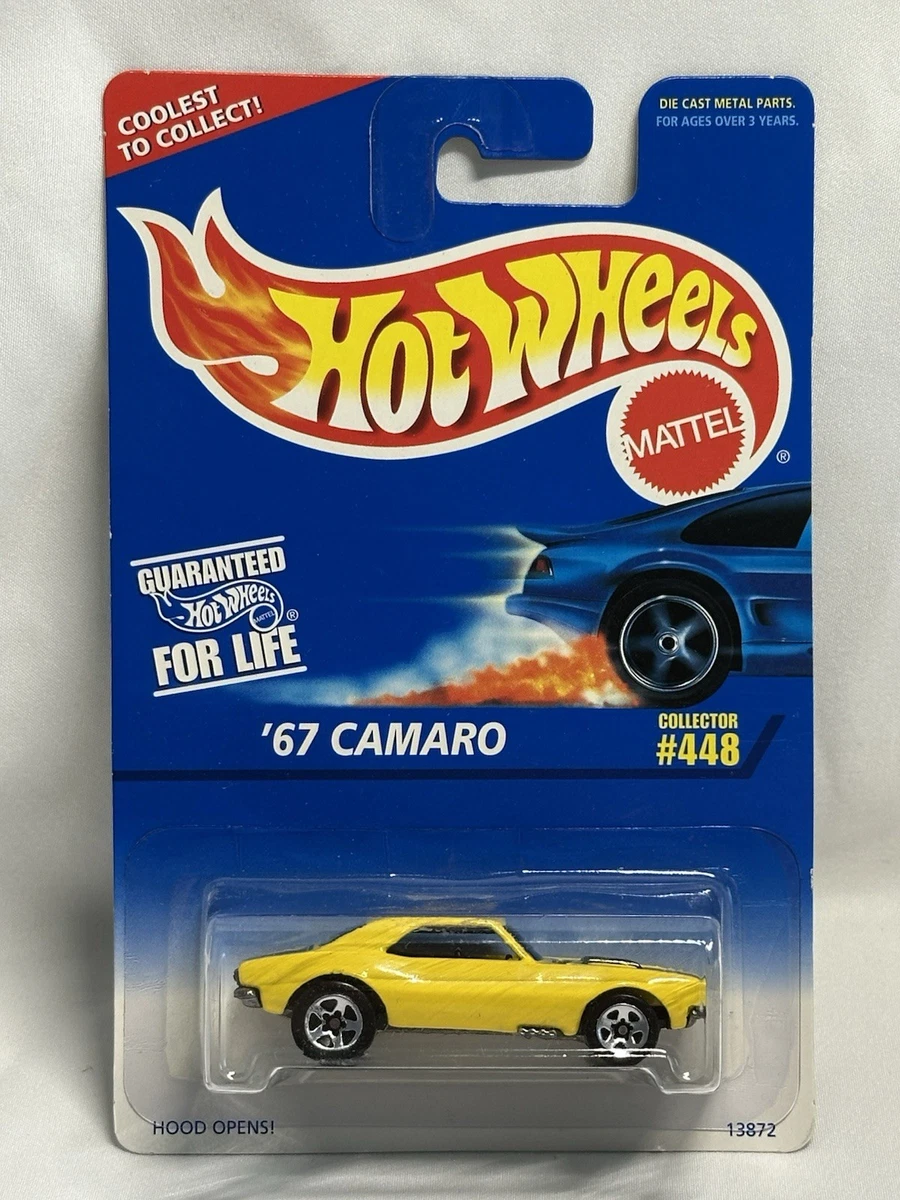 COOLEST
TO COLLECT!
DIE CAST METAL PARTS.
FOR AGES OVER 3 YEARS.
HOT WHEELS
MATTEL
®
GUARANTEED
HOT WHEELS
MATTEL
®
FOR LIFE
'67 CAMARO
COLLECTOR
#448
HOOD OPENS!
13872